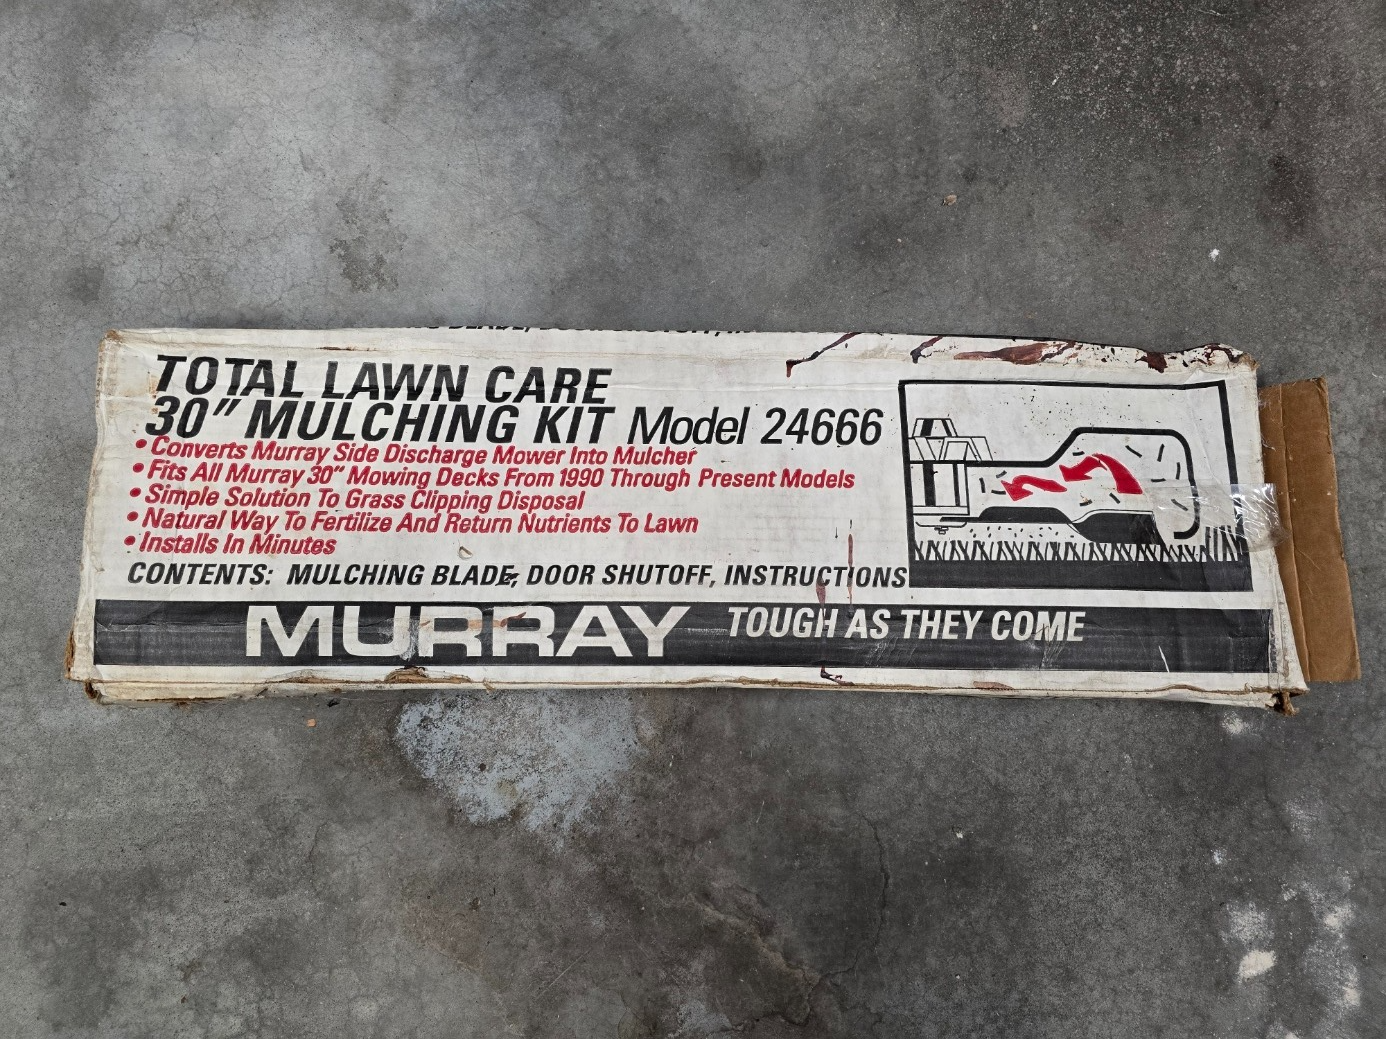 TOTAL LAWN CARE
30" MULCHING KIT Model 24666
• Converts Murray Side Discharge Mower Into Mulcher
• Fits All Murray 30" Mowing Decks From 1990 Through Present Models
• Simple Solution To Grass Clipping Disposal
• Natural Way To Fertilize And Return Nutrients To Lawn
• Installs In Minutes
CONTENTS: MULCHING BLADE, DOOR SHUTOFF, INSTRUCTIONS
MURRAY TOUGH AS THEY COME